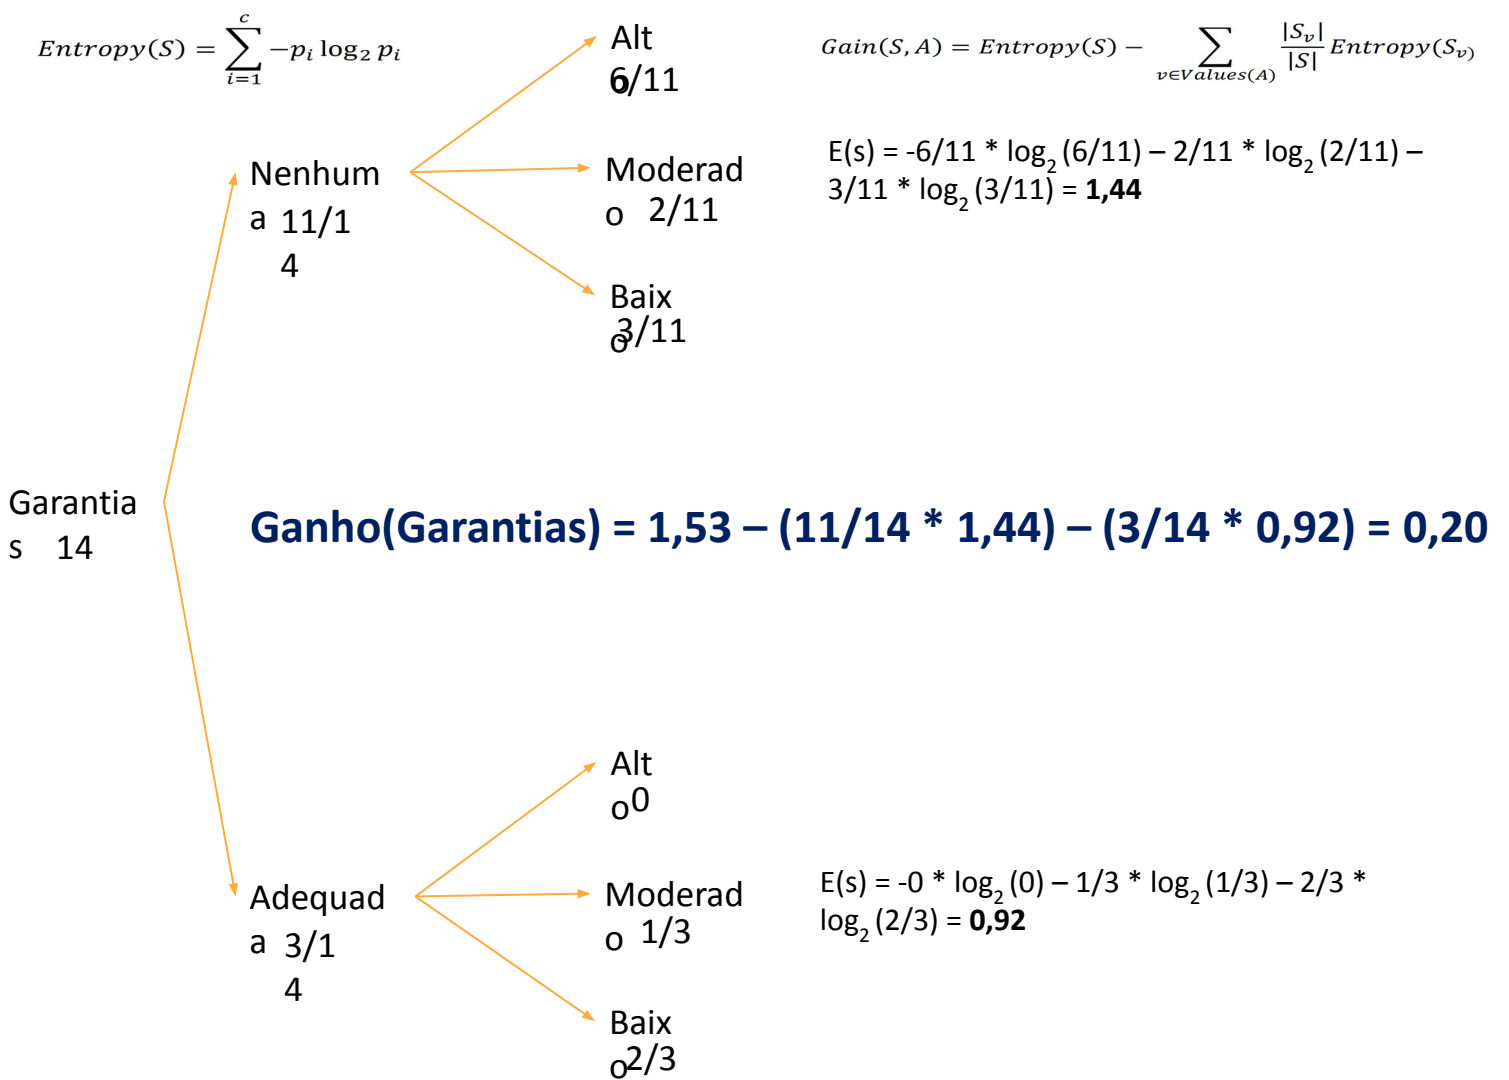 Entropy(S) = \sum_{i=1}^{c} -p_i \log_2 p_i
Gain(S, A) = Entropy(S) − \sum_{v∈Values(A)} \frac{|S_v|}{|S|} Entropy(S_v)
Alt
o
6/11
Nenhum
a
11/1
4
Moderad
o
2/11
E(s) = -6/11 * log₂ (6/11) – 2/11 * log₂ (2/11) –
3/11 * log₂ (3/11) = 1,44
Baix
o
3/11
Garantia
s
14
Ganho(Garantias) = 1,53 – (11/14 * 1,44) – (3/14 * 0,92) = 0,20
Alt
o
0
Adequad
a
3/1
4
Moderad
o
1/3
E(s) = -0 * log₂ (0) – 1/3 * log₂ (1/3) – 2/3 *
log₂ (2/3) = 0,92
Baix
o
2/3